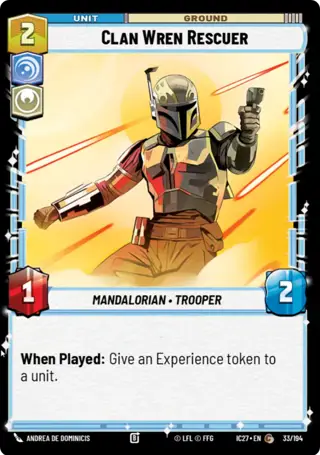 UNIT
GROUND
2
CLAN WREN RESCUER
1
MANDALORIAN • TROOPER
2
When Played: Give an Experience token to
a unit.
ANDREA DE DOMINICIS
© LFL © FFG
IC27 • EN
C
33/194